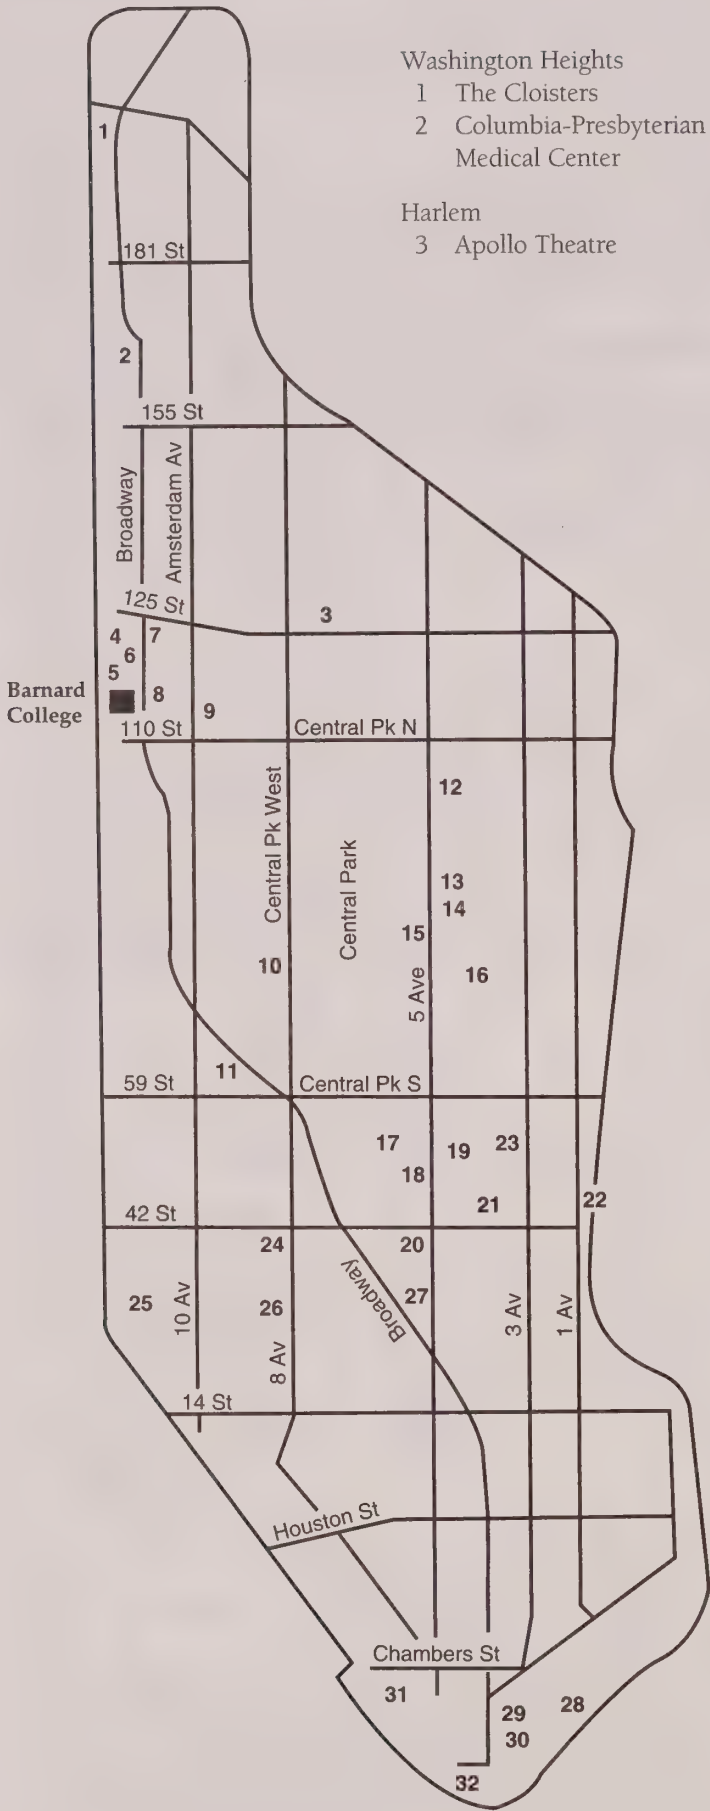 Washington Heights
1 The Cloisters
2 Columbia-Presbyterian
Medical Center
Harlem
3 Apollo Theatre
1
181 St
2
155 St
Broadway
Amsterdam Av
125 St
3
4
7
6
5
Barnard
College
8
9
110 St
Central Pk N
Central Pk West
Central Park
12
13
14
15
10
16
5 Ave
11
59 St
Central Pk S
17
19
23
18
21
22
42 St
24
20
Broadway
25
10 Av
26
27
8 Av
3 Av
1 Av
14 St
Houston St
Chambers St
31
29
28
30
32